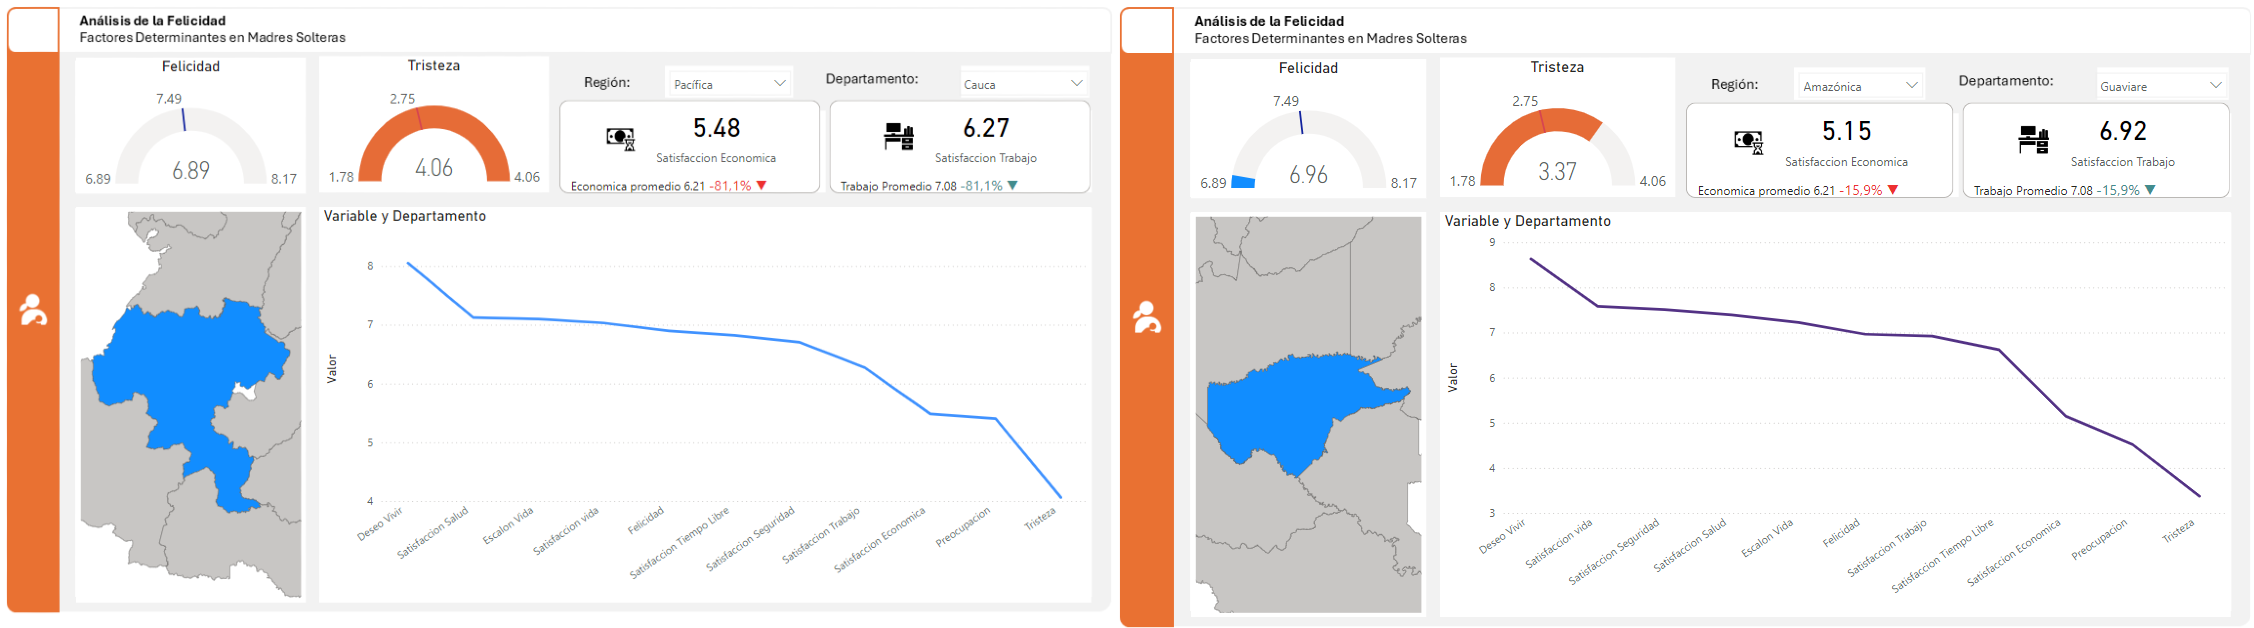 Análisis de la Felicidad
Factores Determinantes en Madres Solteras
Felicidad
7.49
6.89
6.89
8.17
Tristeza
2.75
1.78
4.06
4.06
Región:
Pacífica
Departamento:
Cauca
5.48
Satisfaccion Economica
Economica promedio 6.21 -81,1% ▼
6.27
Satisfaccion Trabajo
Trabajo Promedio 7.08 -81,1% ▼
Variable y Departamento
Valor
8
7
6
5
4
Deseo Vivir
Satisfaccion Salud
Escalon Vida
Satisfaccion vida
Felicidad
Satisfaccion Tiempo Libre
Satisfaccion Seguridad
Satisfaccion Trabajo
Satisfaccion Economica
Preocupacion
Tristeza
Análisis de la Felicidad
Factores Determinantes en Madres Solteras
Felicidad
7.49
6.89
6.96
8.17
Tristeza
2.75
1.78
3.37
4.06
Región:
Amazónica
Departamento:
Guaviare
5.15
Satisfaccion Economica
Economica promedio 6.21 -15,9% ▼
6.92
Satisfaccion Trabajo
Trabajo Promedio 7.08 -15,9% ▼
Variable y Departamento
Valor
9
8
7
6
5
4
3
Deseo Vivir
Satisfaccion vida
Satisfaccion Seguridad
Satisfaccion Salud
Escalon Vida
Felicidad
Satisfaccion Trabajo
Satisfaccion Tiempo Libre
Satisfaccion Economica
Preocupacion
Tristeza